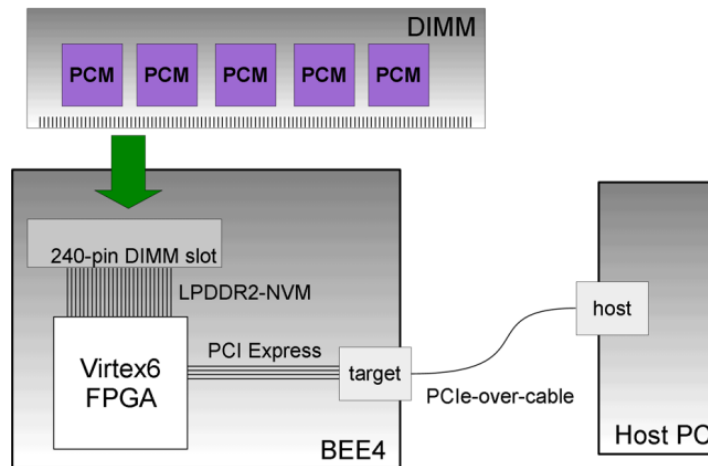 DIMM
PCM PCM PCM PCM PCM
240-pin DIMM slot
LPDDR2-NVM
host
PCI Express
Virtex6
FPGA
target
PCIe-over-cable
BEE4
Host PC